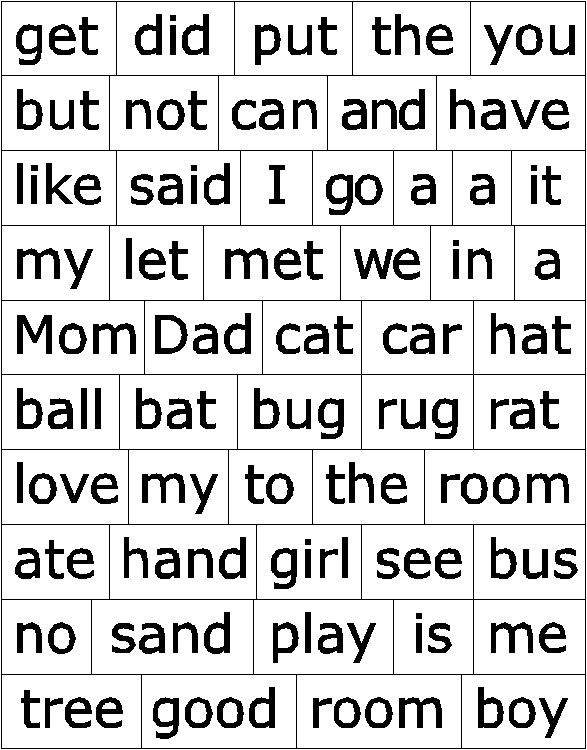 get did put the you
but not can and have
like said I go a a it
my let met we in a
Mom Dad cat car hat
ball bat bug rug rat
love my to the room
ate hand girl see bus
no sand play is me
tree good room boy